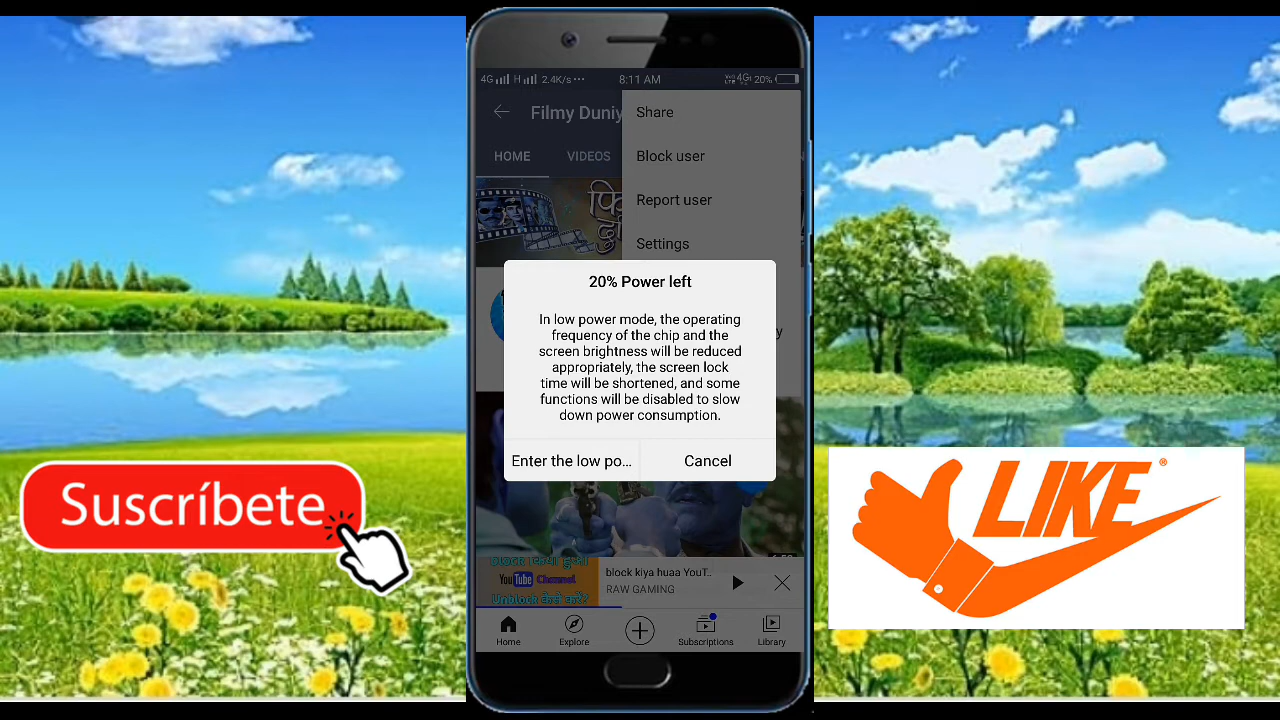 4G H 2.4K/s ··· 8:11 AM 4G 20%
Filmy Duniy
Share
HOME VIDEOS
Block user
Report user
Settings
20% Power left
In low power mode, the operating
frequency of the chip and the
screen brightness will be reduced
appropriately, the screen lock
time will be shortened, and some
functions will be disabled to slow
down power consumption.
Enter the low po... Cancel
Suscríbete
LIKE®
YouTube Channel
Unblock कैसे करें?
block kiya huaa YouT..
RAW GAMING
Home Explore Subscriptions Library